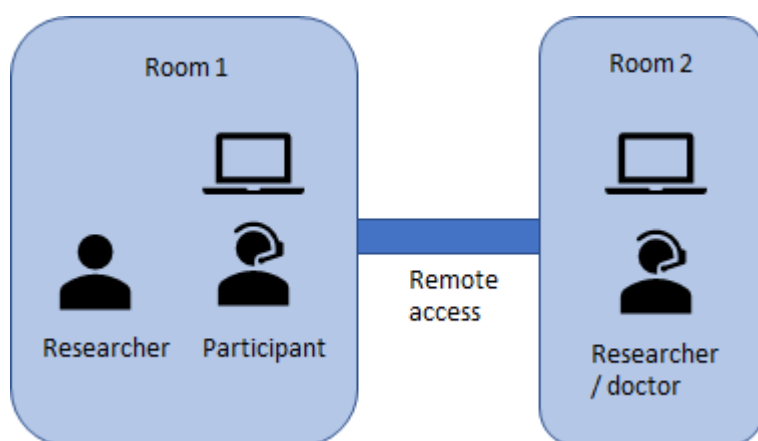 Room 1
Room 2
Remote
access
Researcher
Participant
Researcher
/ doctor